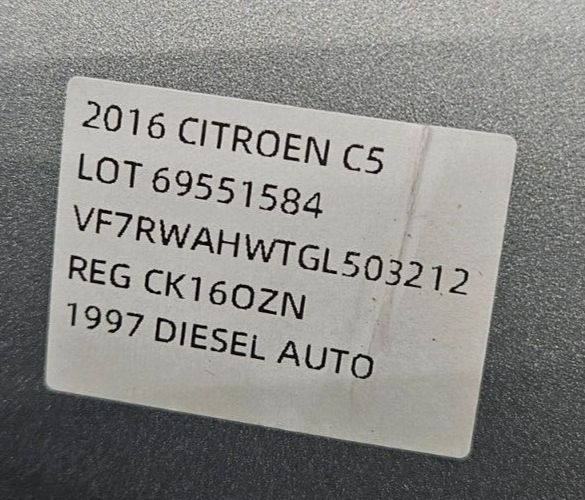 2016 CITROEN C5
LOT 69551584
VF7RWAHWTGL503212
REG CK16OZN
1997 DIESEL AUTO